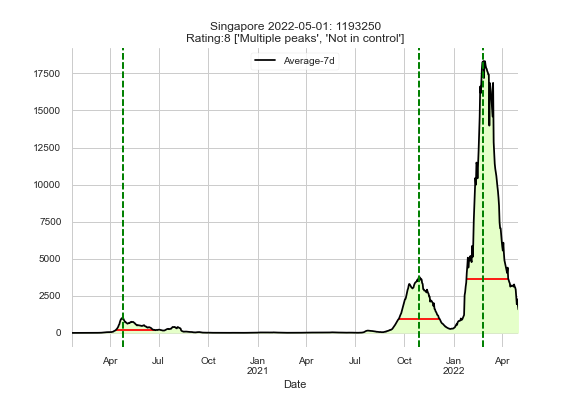 Singapore 2022-05-01: 1193250
Rating:8 ['Multiple peaks', 'Not in control']
Average-7d
17500
15000
12500
10000
7500
5000
2500
0
Apr Jul Oct Jan Apr Jul Oct Jan Apr
2021 2022
Date